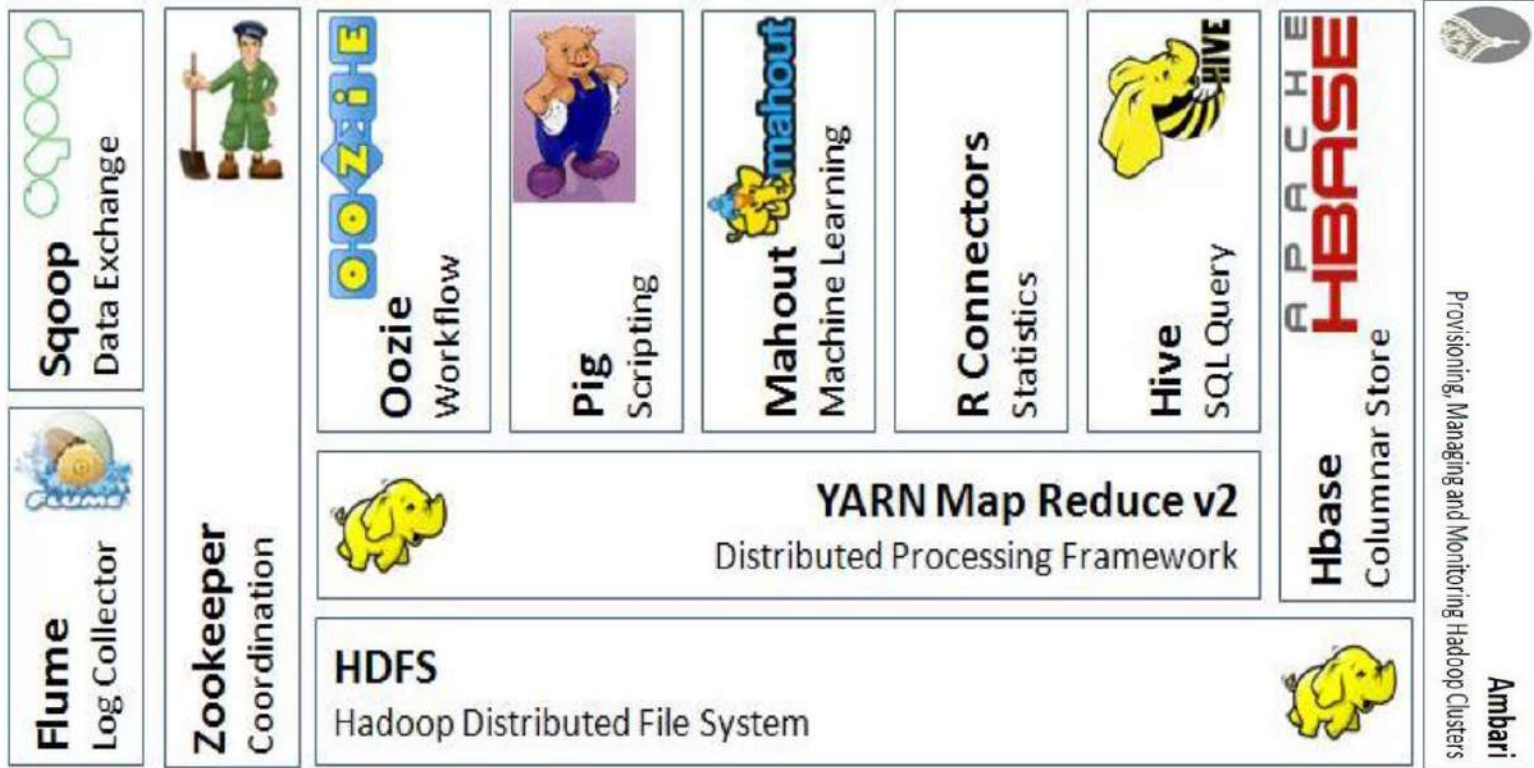 Ambari
Provisioning, Managing and Monitoring Hadoop Clusters
sqoop
Sqoop
Data Exchange
FLUME
Flume
Log Collector
Zookeeper
Coordination
OOZIE
Oozie
Workflow
Pig
Scripting
mahout
Mahout
Machine Learning
R Connectors
Statistics
HIVE
Hive
SQL Query
APACHE
HBASE
Hbase
Columnar Store
YARN Map Reduce v2
Distributed Processing Framework
HDFS
Hadoop Distributed File System